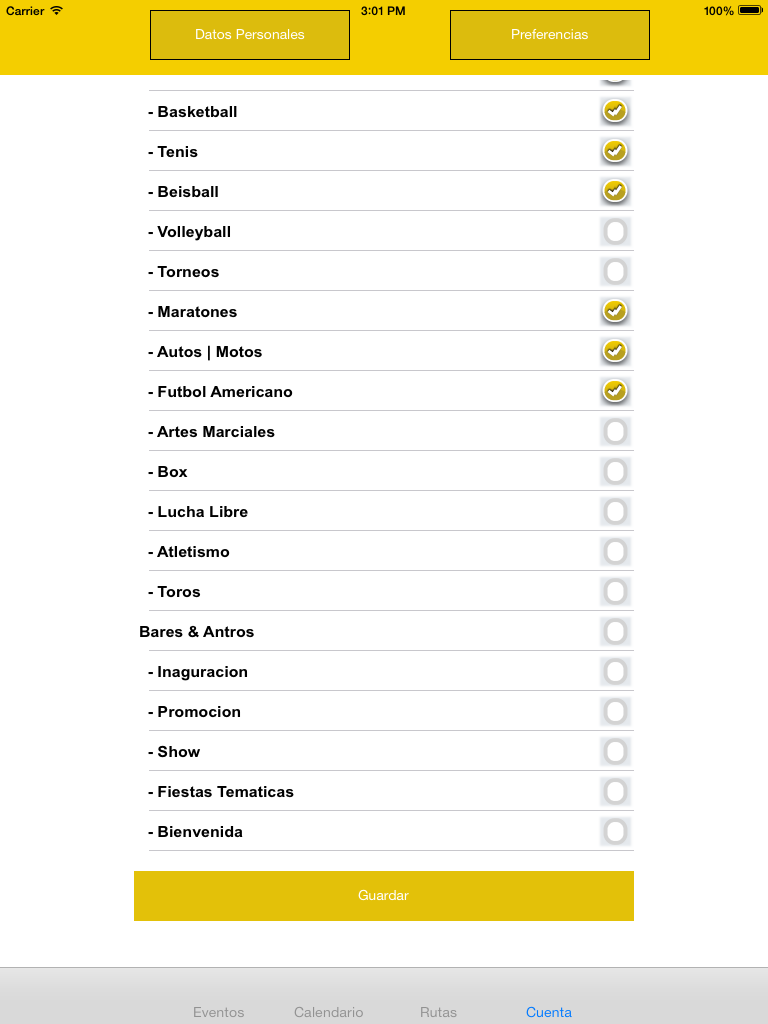 Carrier 3:01 PM 100%
Datos Personales Preferencias
- Basketball
- Tenis
- Beisball
- Volleyball
- Torneos
- Maratones
- Autos | Motos
- Futbol Americano
- Artes Marciales
- Box
- Lucha Libre
- Atletismo
- Toros
Bares & Antros
- Inaguracion
- Promocion
- Show
- Fiestas Tematicas
- Bienvenida
Guardar
Eventos Calendario Rutas Cuenta